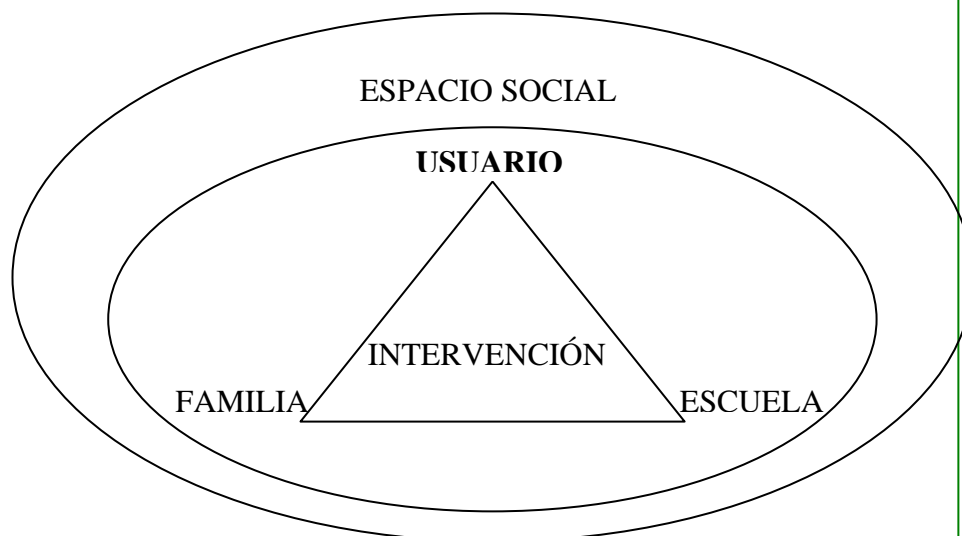 ESPACIO SOCIAL
USUARIO
INTERVENCIÓN
FAMILIA
ESCUELA